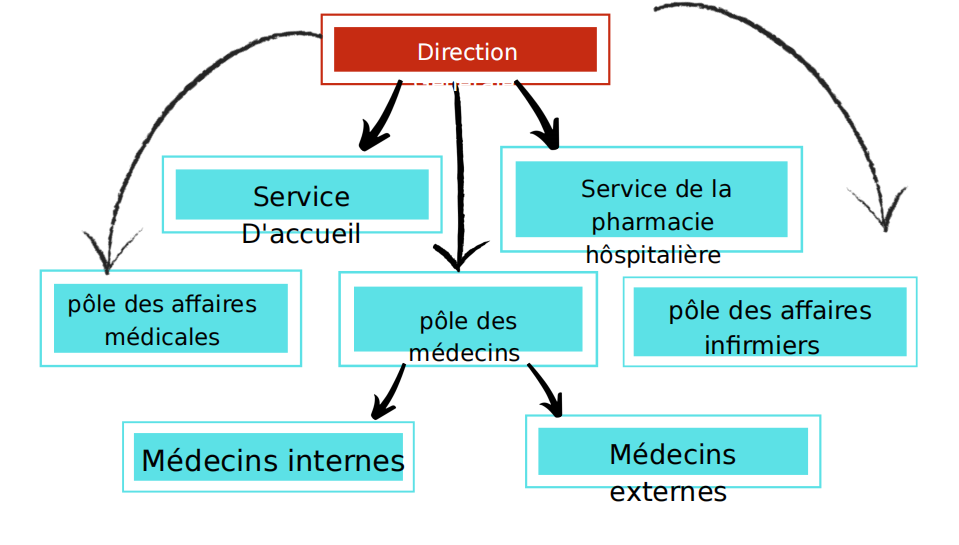 Direction
Service
D'accueil
Service de la
pharmacie
hôspitalière
pôle des affaires
médicales
pôle des
médecins
pôle des affaires
infirmiers
Médecins internes
Médecins
externes